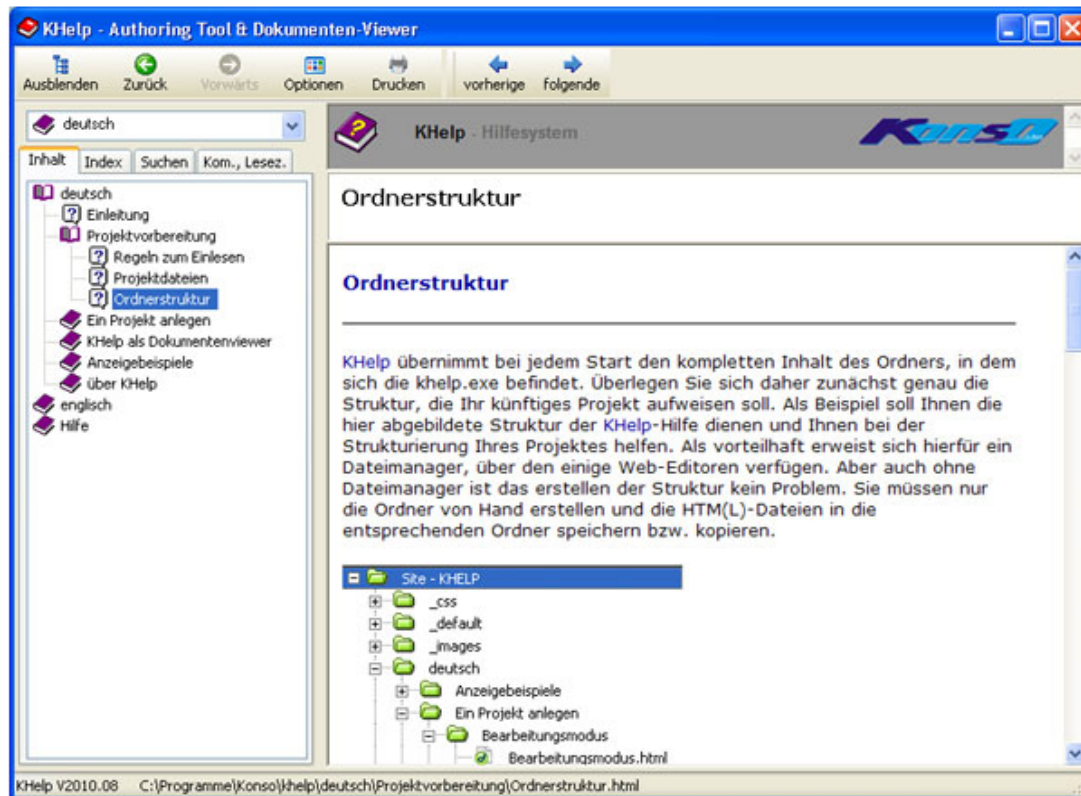 KHelp - Authoring Tool & Dokumenten-Viewer
Ausblenden Zurück Vorwärts Optionen Drucken vorherige folgende
deutsch
Inhalt Index Suchen Kom., Lesez.
deutsch
Einleitung
Projektvorbereitung
Regeln zum Einlesen
Projektdateien
Ordnerstruktur
Ein Projekt anlegen
KHelp als Dokumentenviewer
Anzeigebeispiele
über KHelp
englisch
Hilfe
KHelp - Hilfesystem
Konso
Ordnerstruktur
Ordnerstruktur
KHelp übernimmt bei jedem Start den kompletten Inhalt des Ordners, in dem
sich die khelp.exe befindet. Überlegen Sie sich daher zunächst genau die
Struktur, die Ihr künftiges Projekt aufweisen soll. Als Beispiel soll Ihnen die
hier abgebildete Struktur der KHelp-Hilfe dienen und Ihnen bei der
Strukturierung Ihres Projektes helfen. Als vorteilhaft erweist sich hierfür ein
Dateimanager, über den einige Web-Editoren verfügen. Aber auch ohne
Dateimanager ist das erstellen der Struktur kein Problem. Sie müssen nur
die Ordner von Hand erstellen und die HTM(L)-Dateien in die
entsprechenden Ordner speichern bzw. kopieren.
Site - KHELP
_css
_default
_images
deutsch
Anzeigebeispiele
Ein Projekt anlegen
Bearbeitungsmodus
Bearbeitungsmodus.html
KHelp V2010.08 C:\Programme\Konso\khelp\deutsch\Projektvorbereitung\Ordnerstruktur.html